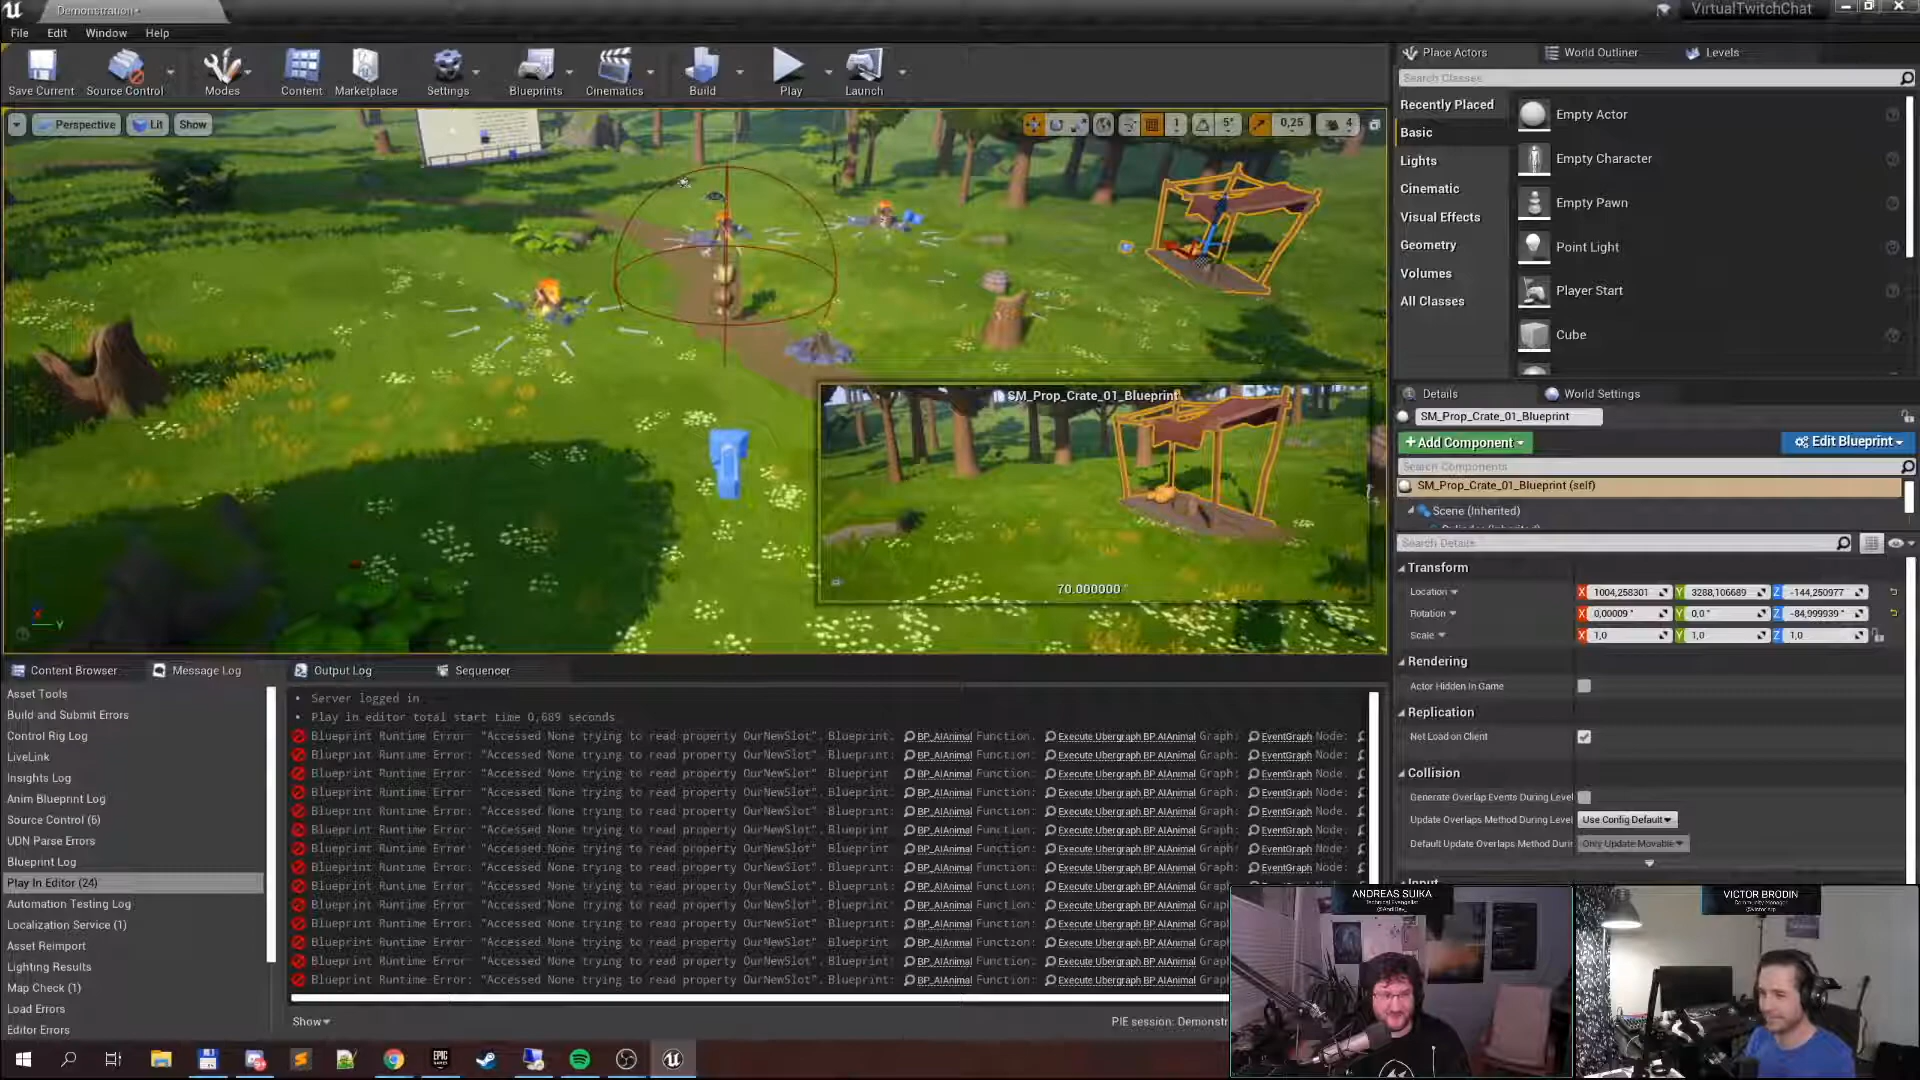 Demonstration*
VirtualTwitchChat
File Edit Window Help
Save Current
Source Control
Modes
Content
Marketplace
Settings
Blueprints
Cinematics
Build
Play
Launch
Perspective
Lit
Show
1
5°
0,25
4
SM_Prop_Crate_01_Blueprint
70.000000 °
Place Actors
World Outliner
Levels
Search Classes
Recently Placed
Basic
Lights
Cinematic
Visual Effects
Geometry
Volumes
All Classes
Empty Actor
Empty Character
Empty Pawn
Point Light
Player Start
Cube
Details
World Settings
SM_Prop_Crate_01_Blueprint
+Add Component
Edit Blueprint
Search Components
SM_Prop_Crate_01_Blueprint (self)
Scene (Inherited)
Search Details
Transform
Location X 1004,258301 Y 3288,106689 Z -144,250977
Rotation X 0,00009 ° Y 0,0 ° Z -84,999939 °
Scale X 1,0 Y 1,0 Z 1,0
Rendering
Actor Hidden In Game
Replication
Net Load on Client
Collision
Generate Overlap Events During Level
Update Overlaps Method During Level Use Config Default
Default Update Overlaps Method Durin Only Update Movable
Content Browser
Message Log
Output Log
Sequencer
Asset Tools
Build and Submit Errors
Control Rig Log
LiveLink
Insights Log
Anim Blueprint Log
Source Control (6)
UDN Parse Errors
Blueprint Log
Play In Editor (24)
Automation Testing Log
Localization Service (1)
Asset Reimport
Lighting Results
Map Check (1)
Load Errors
Editor Errors
• Server logged in
• Play in editor total start time 0,689 seconds
Blueprint Runtime Error: "Accessed None trying to read property OurNewSlot". Blueprint: BP_AIAnimal Function: Execute Ubergraph BP AIAnimal Graph: EventGraph Node:
Blueprint Runtime Error: "Accessed None trying to read property OurNewSlot". Blueprint: BP_AIAnimal Function: Execute Ubergraph BP AIAnimal Graph: EventGraph Node:
Blueprint Runtime Error: "Accessed None trying to read property OurNewSlot". Blueprint BP_AIAnimal Function: Execute Ubergraph BP AIAnimal Graph: EventGraph Node:
Blueprint Runtime Error: "Accessed None trying to read property OurNewSlot". Blueprint: BP_AIAnimal Function: Execute Ubergraph BP AIAnimal Graph: EventGraph Node:
Blueprint Runtime Error: "Accessed None trying to read property OurNewSlot". Blueprint: BP_AIAnimal Function: Execute Ubergraph BP AIAnimal Graph: EventGraph Node:
Blueprint Runtime Error: "Accessed None trying to read property OurNewSlot". Blueprint BP_AIAnimal Function: Execute Ubergraph BP AIAnimal Graph: EventGraph Node:
Blueprint Runtime Error: "Accessed None trying to read property OurNewSlot". Blueprint: BP_AIAnimal Function: Execute Ubergraph BP AIAnimal Graph: EventGraph Node:
Blueprint Runtime Error: "Accessed None trying to read property OurNewSlot". Blueprint: BP_AIAnimal Function: Execute Ubergraph BP AIAnimal Graph: EventGraph Node:
Blueprint Runtime Error: "Accessed None trying to read property OurNewSlot". Blueprint BP_AIAnimal Function: Execute Ubergraph BP AIAnimal Grap
Blueprint Runtime Error: "Accessed None trying to read property OurNewSlot". Blueprint: BP_AIAnimal Function: Execute Ubergraph BP AIAnimal Grap
Blueprint Runtime Error: "Accessed None trying to read property OurNewSlot". Blueprint: BP_AIAnimal Function: Execute Ubergraph BP AIAnimal Grap
Blueprint Runtime Error: "Accessed None trying to read property OurNewSlot". Blueprint BP_AIAnimal Function: Execute Ubergraph BP AIAnimal Grap
Blueprint Runtime Error: "Accessed None trying to read property OurNewSlot". Blueprint: BP_AIAnimal Function: Execute Ubergraph BP AIAnimal Grap
Blueprint Runtime Error: "Accessed None trying to read property OurNewSlot". Blueprint: BP_AIAnimal Function: Execute Ubergraph BP AIAnimal Grap
Show
PIE session: Demonstr
ANDREAS SUIKA
Technical Evangelist
VICTOR BRODIN
Community Manager
EPIC
GAMES